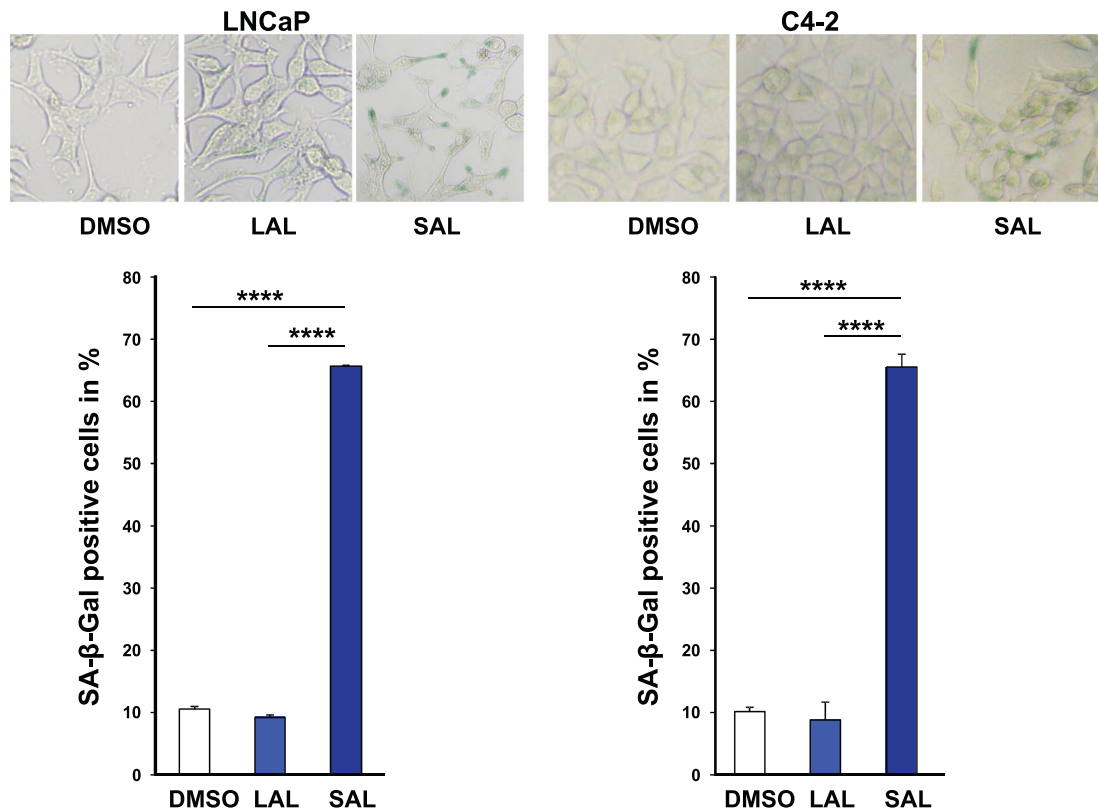 LNCaP
C4-2
DMSO
LAL
SAL
DMSO
LAL
SAL
SA-β-Gal positive cells in %
80
70
60
50
40
30
20
10
0
****
****
DMSO
LAL
SAL
SA-β-Gal positive cells in %
80
70
60
50
40
30
20
10
0
****
****
DMSO
LAL
SAL